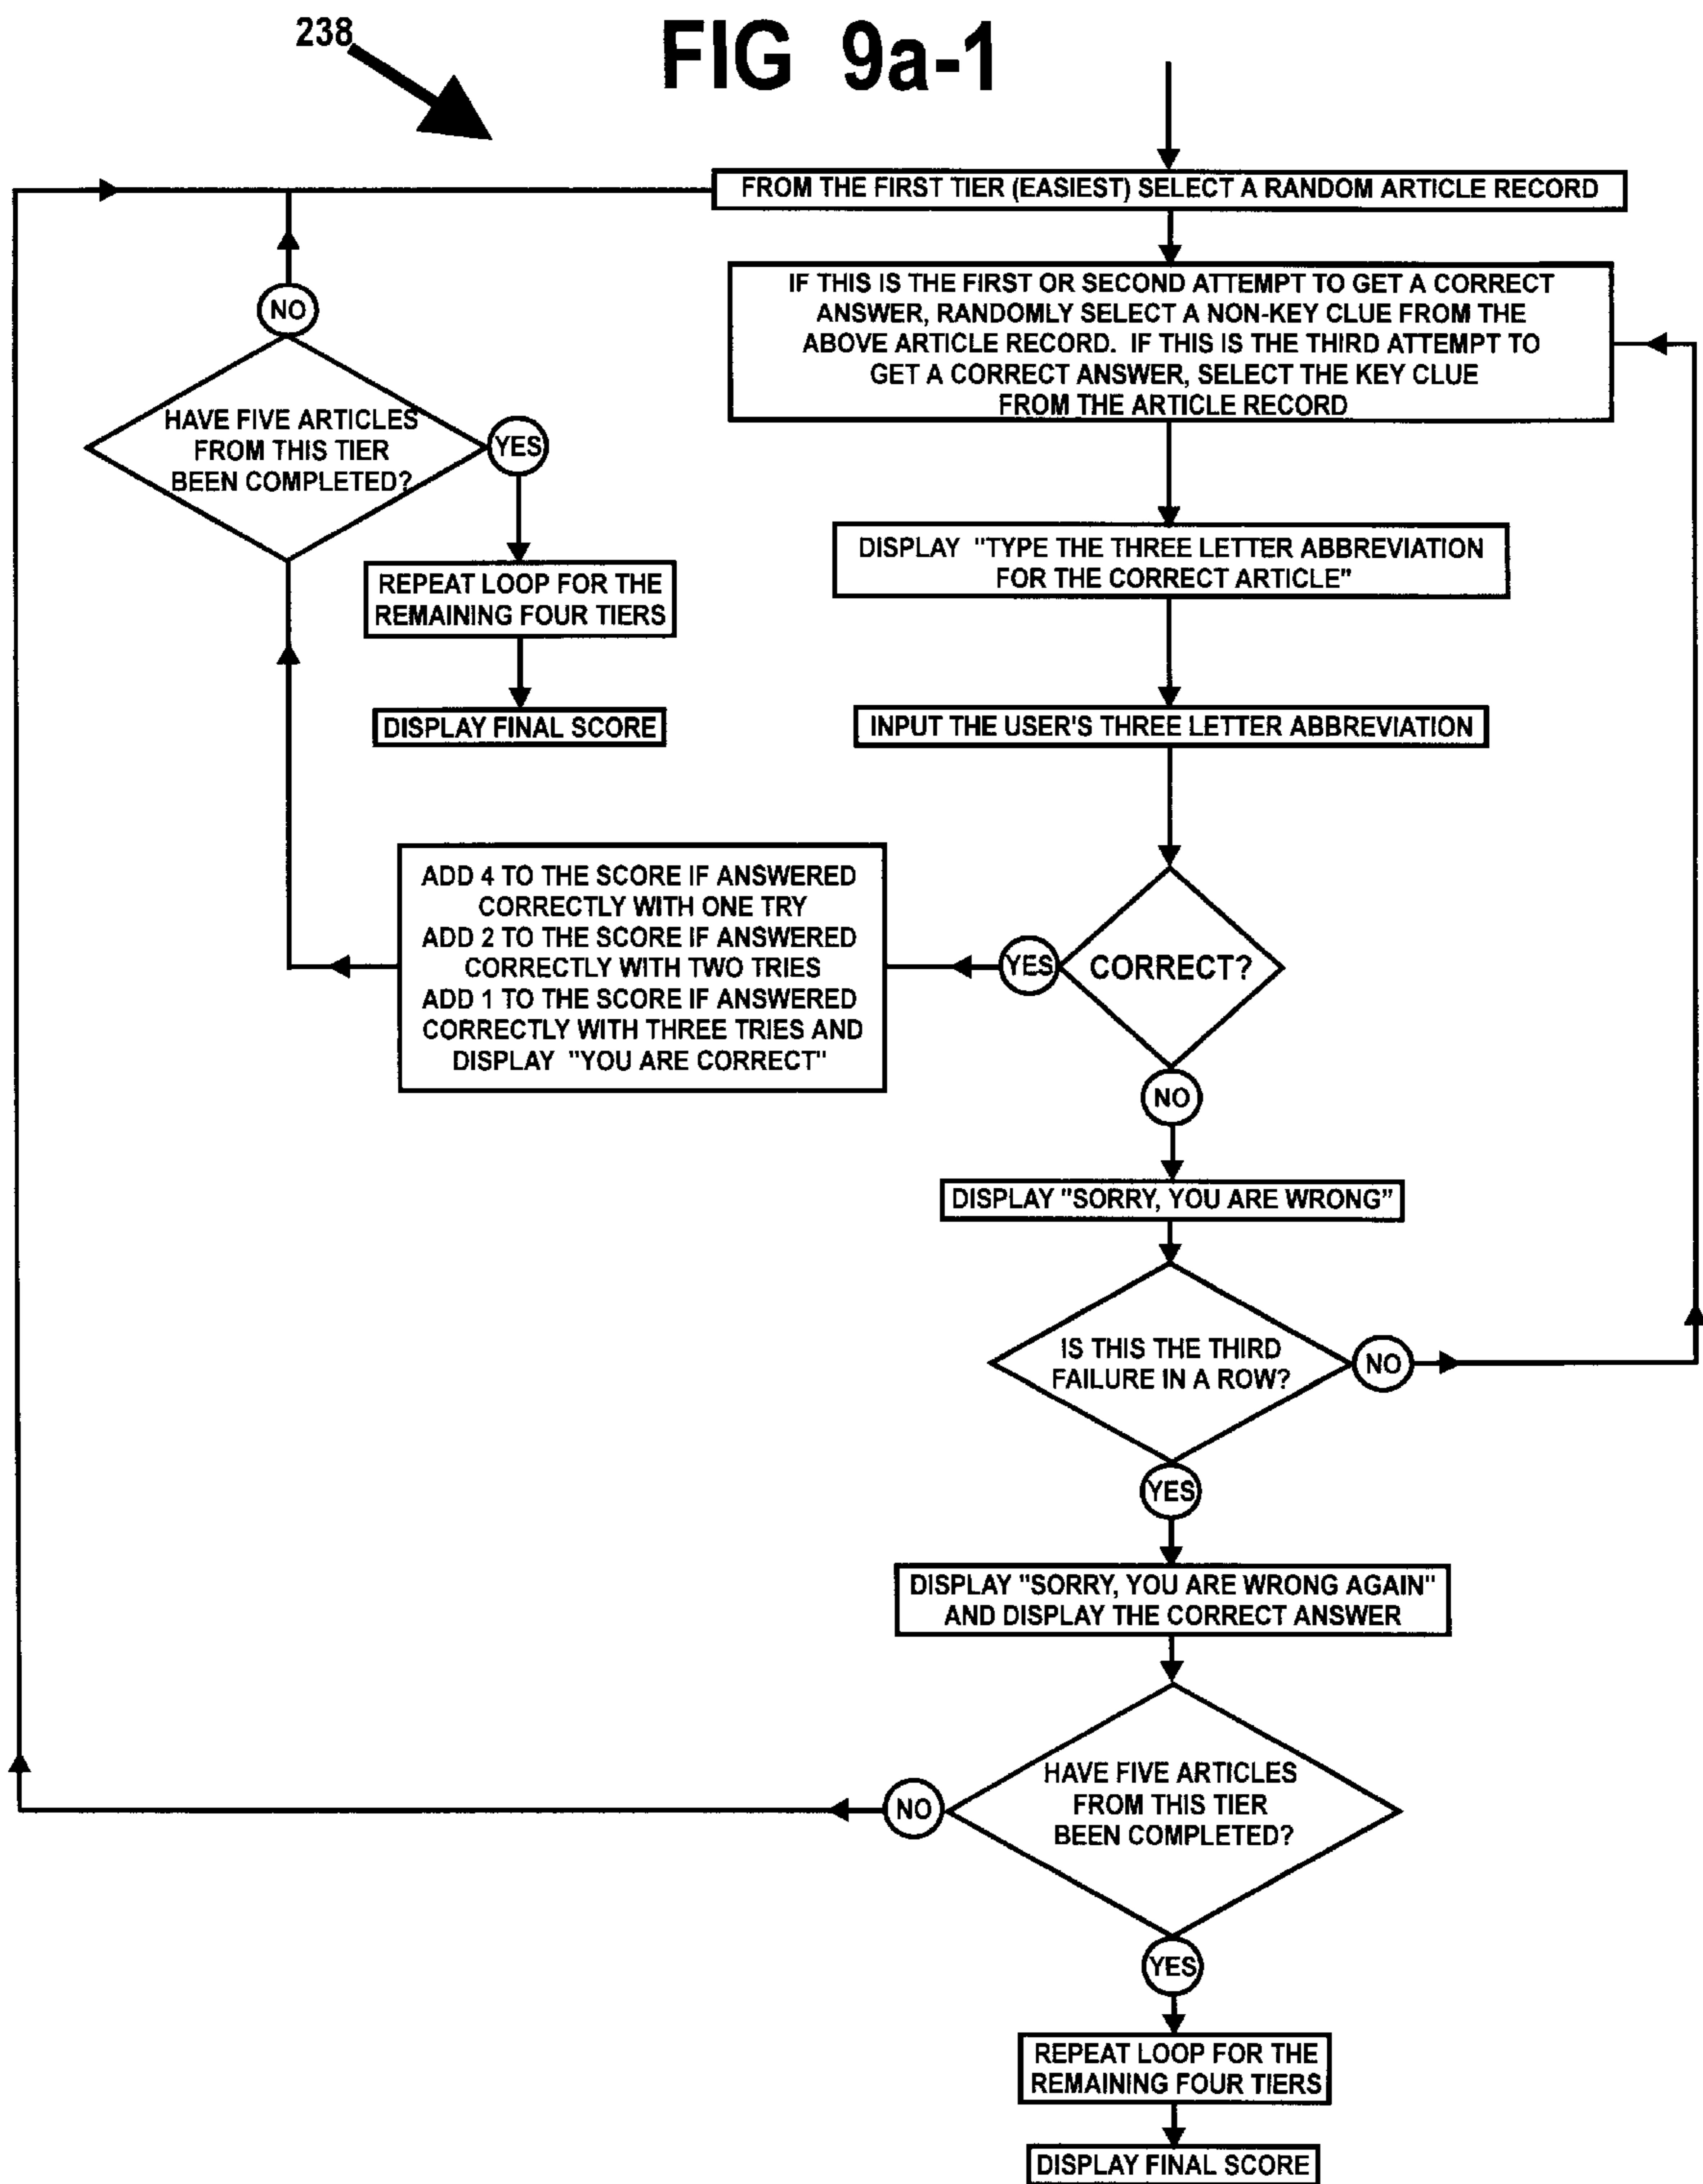 238
FIG 9a-1
FROM THE FIRST TIER (EASIEST) SELECT A RANDOM ARTICLE RECORD
IF THIS IS THE FIRST OR SECOND ATTEMPT TO GET A CORRECT
ANSWER, RANDOMLY SELECT A NON-KEY CLUE FROM THE
ABOVE ARTICLE RECORD. IF THIS IS THE THIRD ATTEMPT TO
GET A CORRECT ANSWER, SELECT THE KEY CLUE
FROM THE ARTICLE RECORD
NO
HAVE FIVE ARTICLES
FROM THIS TIER
BEEN COMPLETED?
YES
REPEAT LOOP FOR THE
REMAINING FOUR TIERS
DISPLAY FINAL SCORE
DISPLAY "TYPE THE THREE LETTER ABBREVIATION
FOR THE CORRECT ARTICLE"
INPUT THE USER'S THREE LETTER ABBREVIATION
ADD 4 TO THE SCORE IF ANSWERED
CORRECTLY WITH ONE TRY
ADD 2 TO THE SCORE IF ANSWERED
CORRECTLY WITH TWO TRIES
ADD 1 TO THE SCORE IF ANSWERED
CORRECTLY WITH THREE TRIES AND
DISPLAY "YOU ARE CORRECT"
YES
CORRECT?
NO
DISPLAY "SORRY, YOU ARE WRONG"
IS THIS THE THIRD
FAILURE IN A ROW?
NO
YES
DISPLAY "SORRY, YOU ARE WRONG AGAIN"
AND DISPLAY THE CORRECT ANSWER
NO
HAVE FIVE ARTICLES
FROM THIS TIER
BEEN COMPLETED?
YES
REPEAT LOOP FOR THE
REMAINING FOUR TIERS
DISPLAY FINAL SCORE